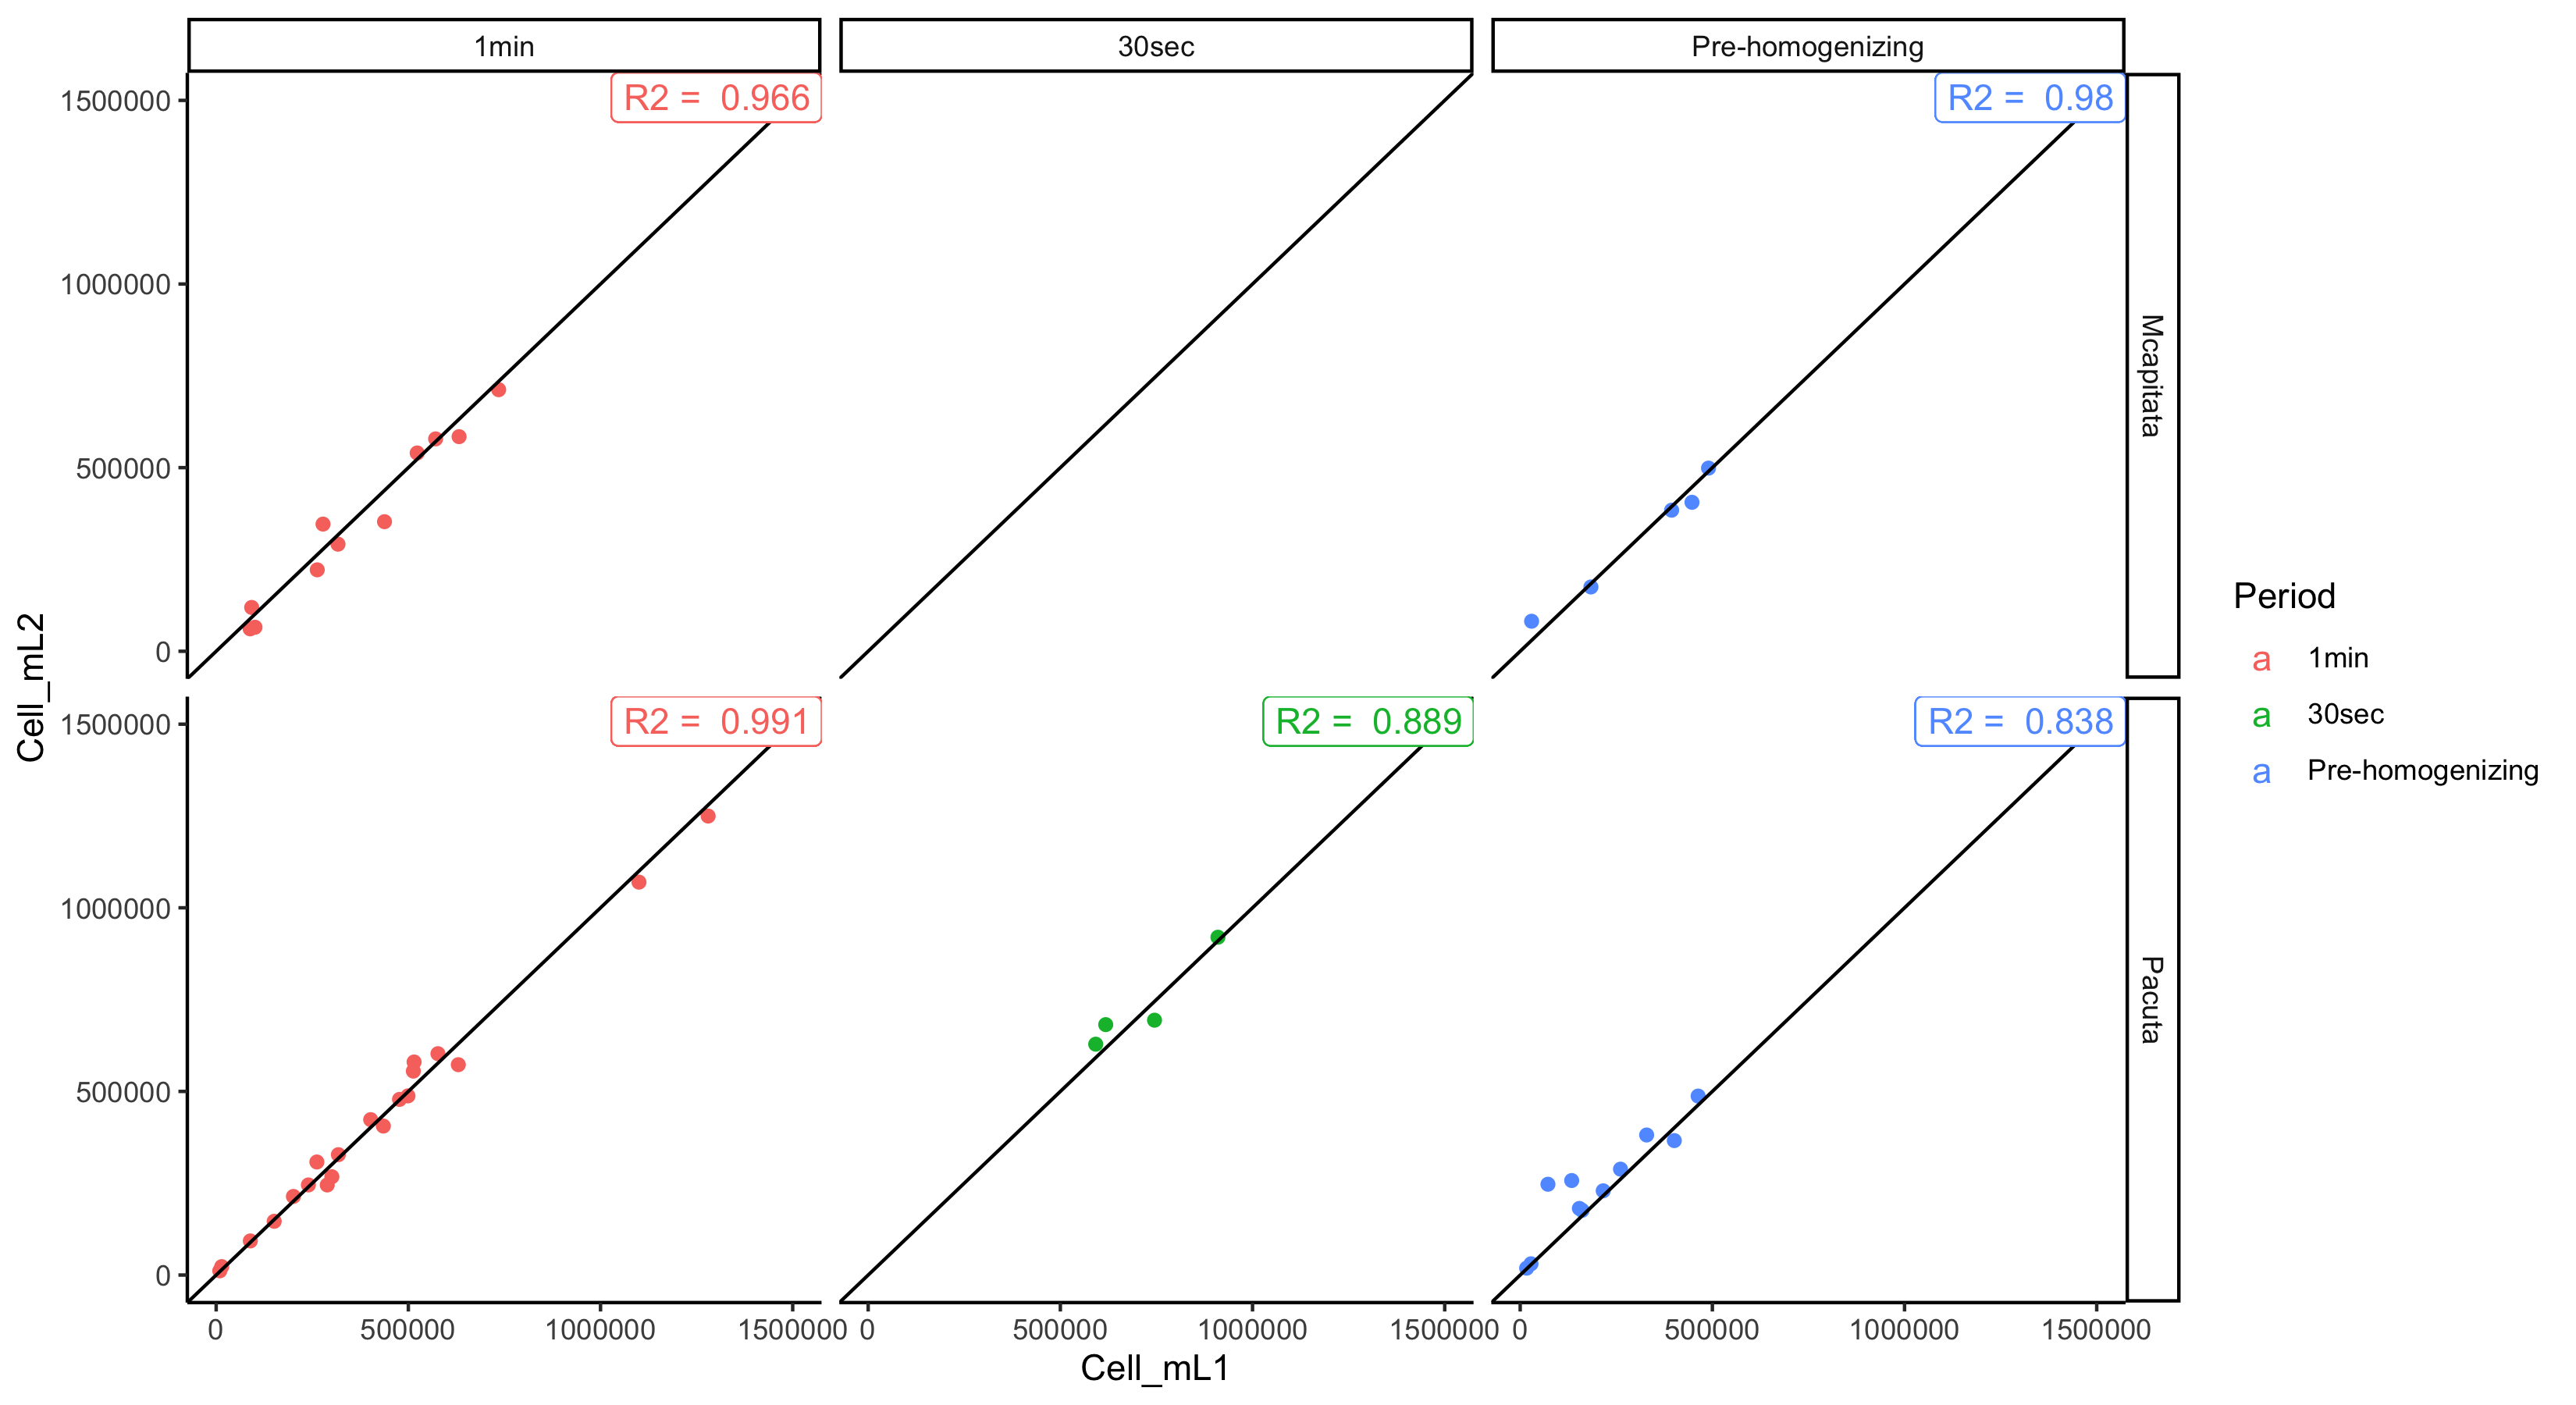 1min
30sec
Pre-homogenizing
R2 = 0.966
R2 = 0.98
1500000
1000000
500000
0
Mcapitata
R2 = 0.991
R2 = 0.889
R2 = 0.838
1500000
1000000
500000
0
Pacuta
0 500000 1000000 1500000
0 500000 1000000 1500000
0 500000 1000000 1500000
Cell_mL1
Cell_mL2
Period
a 1min
a 30sec
a Pre-homogenizing